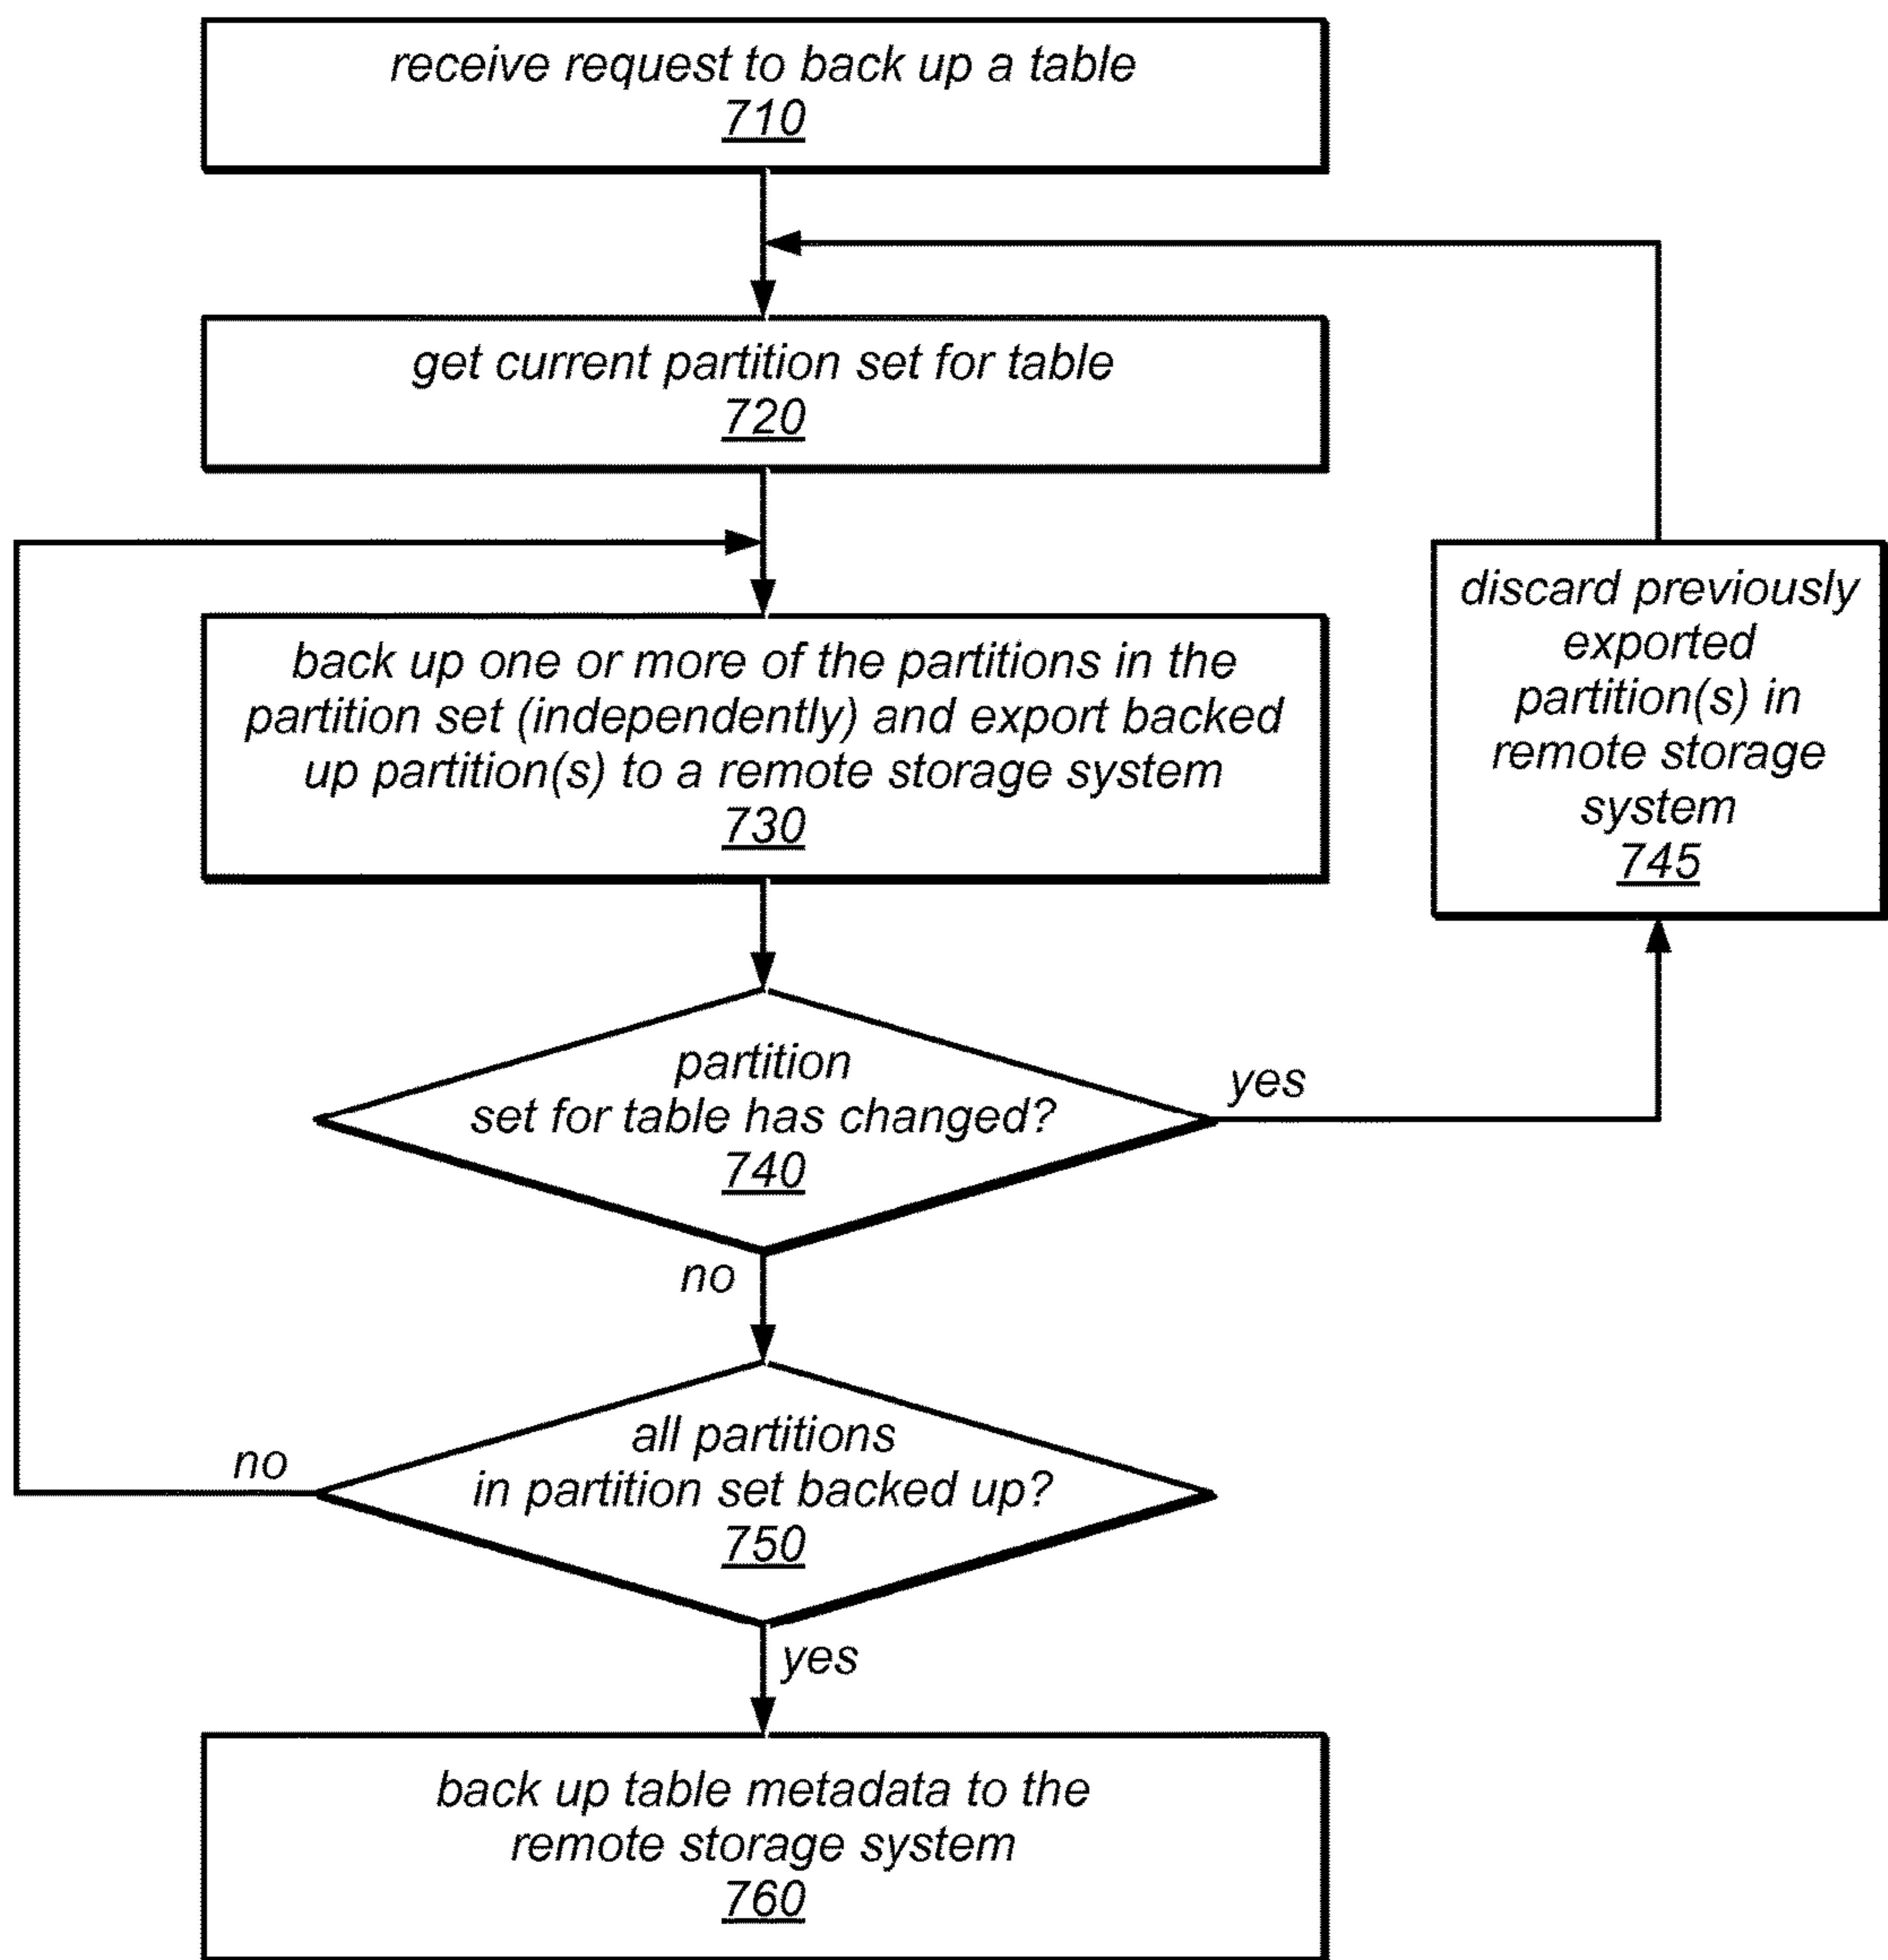 receive request to back up a table
710
get current partition set for table
720
back up one or more of the partitions in the
partition set (independently) and export backed
up partition(s) to a remote storage system
730
discard previously
exported
partition(s) in
remote storage
system
745
partition
set for table has changed?
740
yes
no
all partitions
in partition set backed up?
750
no
yes
back up table metadata to the
remote storage system
760